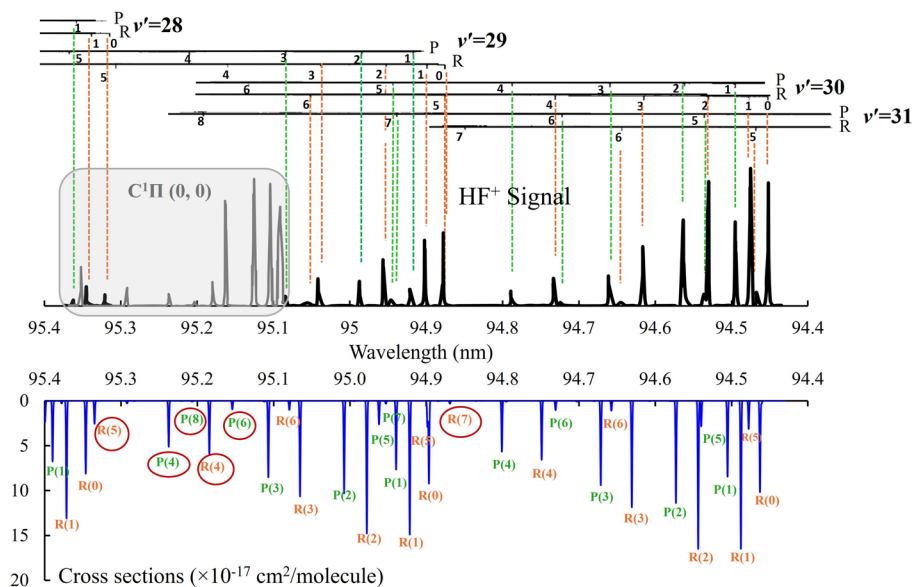 P
1
R v'=28
1 0
5 4 3 2 1 P
5 4 3 2 1 0 R v'=29
6 5 4 3 2 1 P
6 5 4 3 2 1 0 R v'=30
8 7 6 5 P
7 6 5 R v'=31
C¹Π (0, 0)
HF⁺ Signal
95.4 95.3 95.2 95.1 95 94.9 94.8 94.7 94.6 94.5 94.4
Wavelength (nm)
95.4 95.3 95.2 95.1 95.0 94.9 94.8 94.7 94.6 94.5 94.4
0
5
10
15
20
P(1)
R(1)
R(0)
R(5)
P(4)
P(8)
R(4)
P(6)
P(3)
R(6)
R(3)
P(2)
R(2)
P(5)
P(7)
P(1)
R(1)
R(5)
R(0)
R(7)
P(4)
R(4)
P(6)
P(3)
R(6)
R(3)
P(2)
R(2)
P(5)
P(1)
R(1)
R(5)
R(0)
Cross sections (×10⁻¹⁷ cm²/molecule)